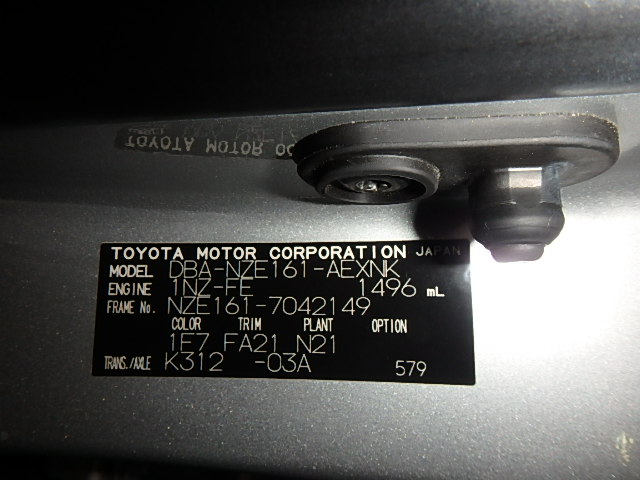 TOYOTA MOTOR CORPORATION JAPAN
MODEL DBA-NZE161-AEXNK
ENGINE 1NZ-FE 1496 mL
FRAME No. NZE161-7042149
COLOR TRIM PLANT OPTION
1F7 FA21 N21
TRANS./AXLE K312 -03A 579